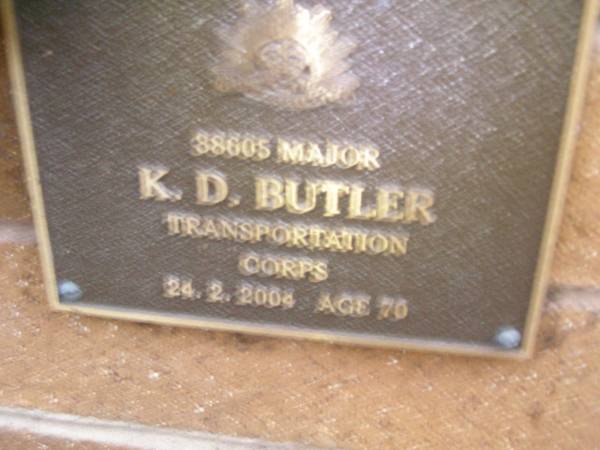 38605 MAJOR
K. D. BUTLER
TRANSPORTATION
CORPS
24. 2. 2004 AGE 70